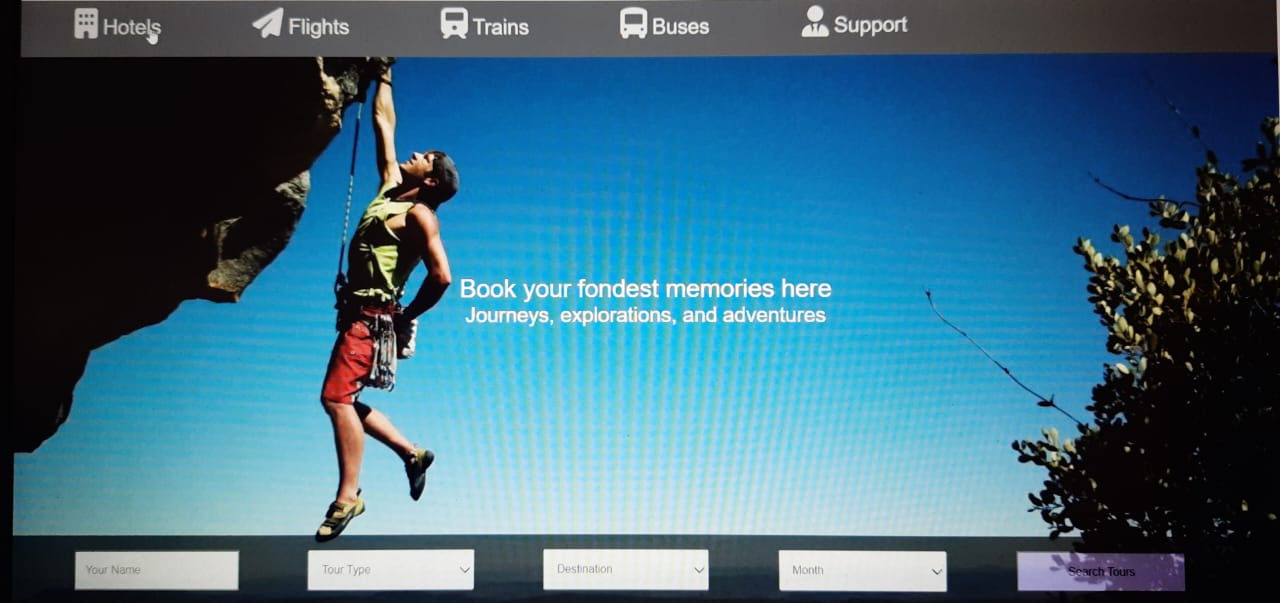 Hotels Flights Trains Buses Support
Book your fondest memories here
Journeys, explorations, and adventures
Your Name Tour Type Destination Month Search Tours